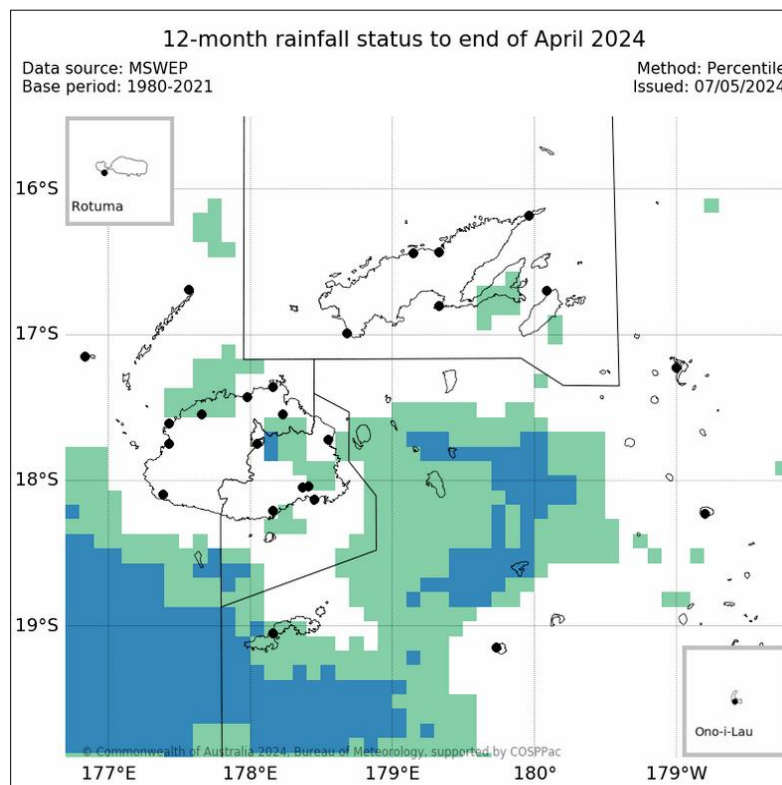 12-month rainfall status to end of April 2024
Data source: MSWEP
Method: Percentile
Base period: 1980-2021
Issued: 07/05/2024
Rotuma
16°S
17°S
18°S
19°S
Ono-i-Lau
© Commonwealth of Australia 2024, Bureau of Meteorology, supported by COSPPac
177°E
178°E
179°E
180°
179°W